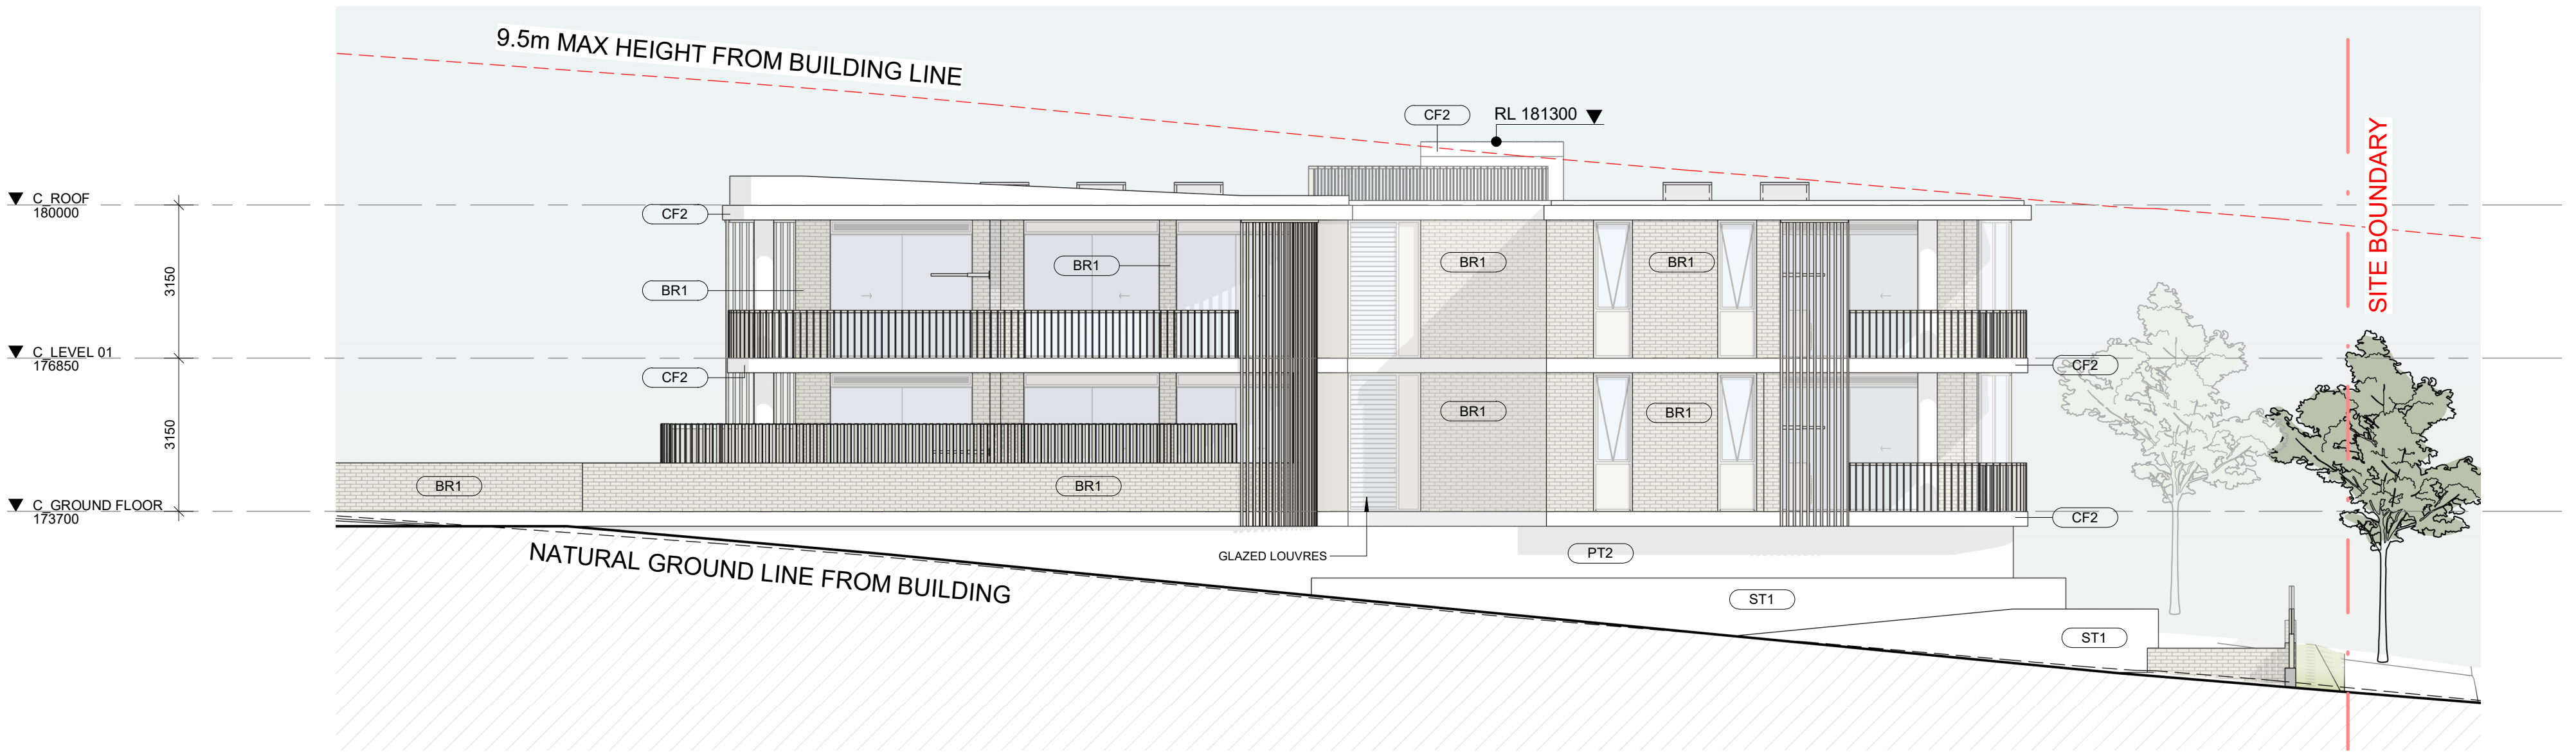 9.5m MAX HEIGHT FROM BUILDING LINE
CF2
RL 181300
SITE BOUNDARY
C_ROOF
180000
CF2
3150
BR1
BR1
BR1
BR1
C_LEVEL 01
176850
CF2
CF2
3150
BR1
BR1
BR1
BR1
C_GROUND FLOOR
173700
CF2
GLAZED LOUVRES
PT2
NATURAL GROUND LINE FROM BUILDING
ST1
ST1